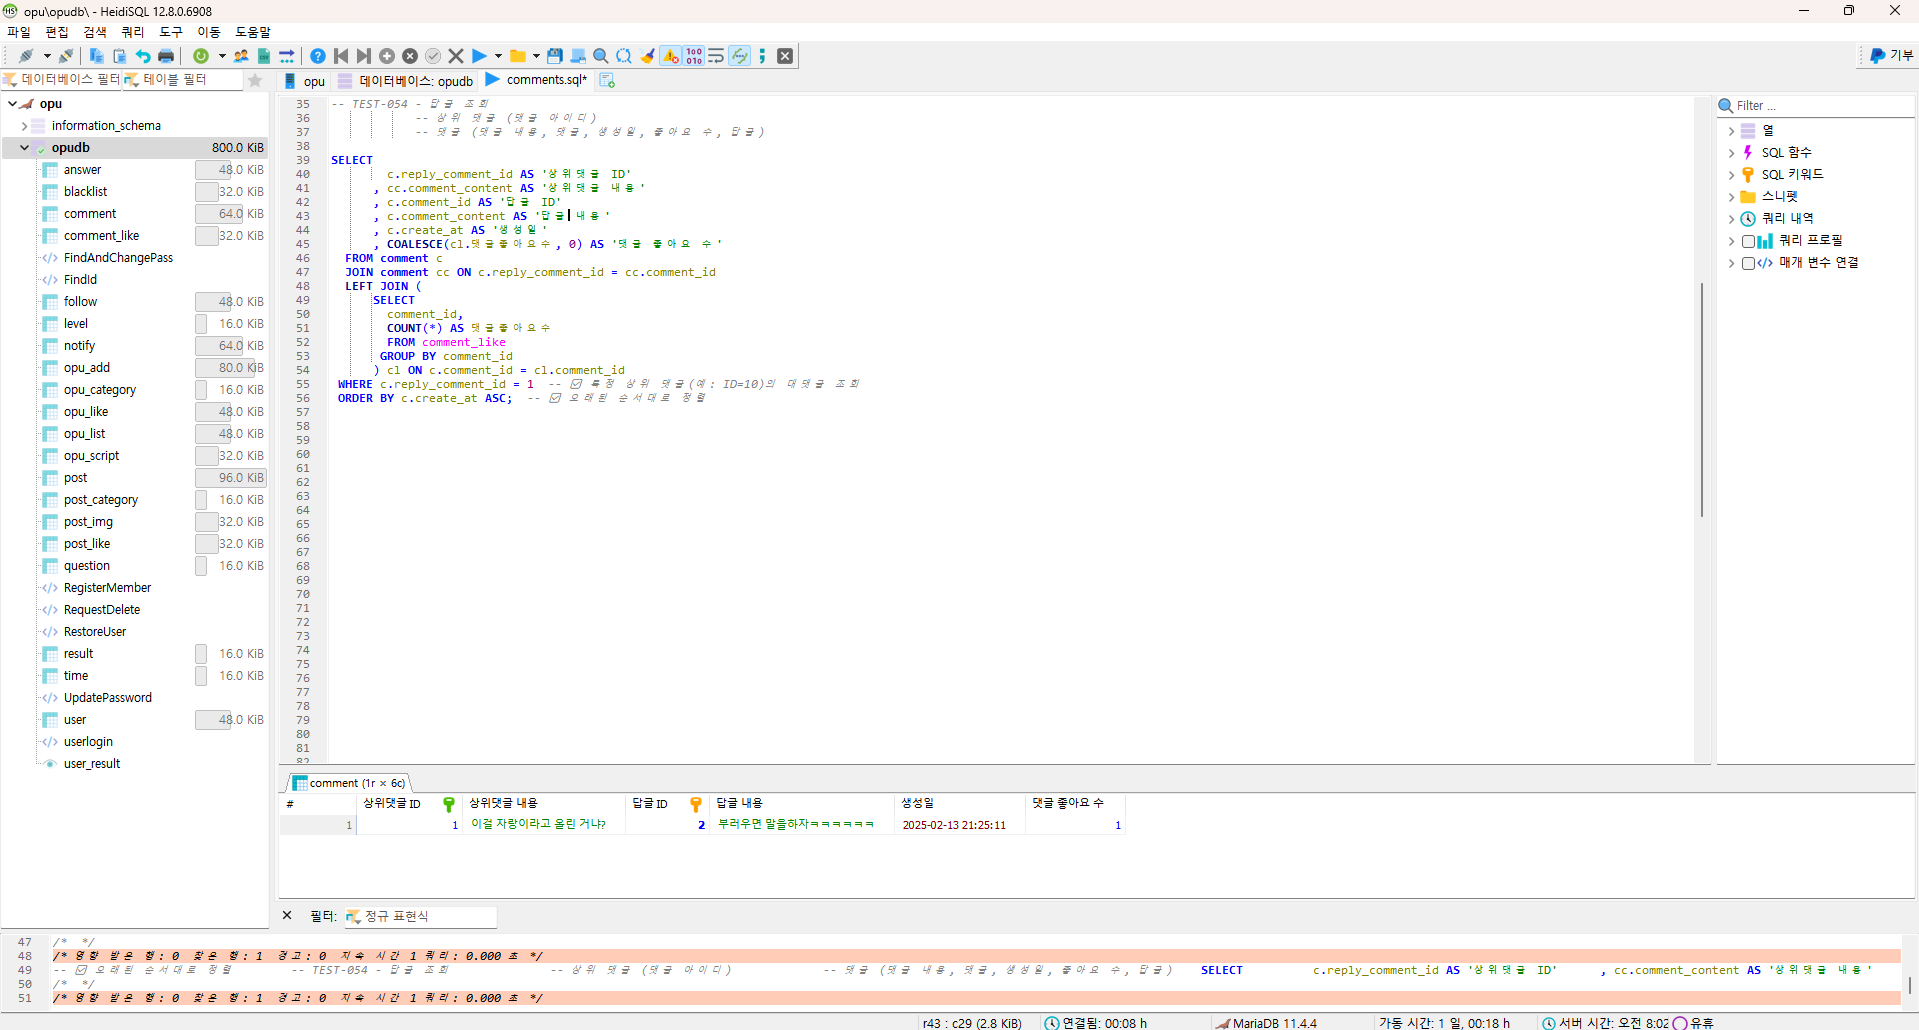 opu\opudb\ - HeidiSQL 12.8.0.6908
파일 편집 검색 쿼리 도구 이동 도움말
기부
데이터베이스 필터 테이블 필터
opu 데이터베이스: opudb comments.sql*
opu
information_schema
opudb 800.0 KiB
answer 48.0 KiB
blacklist 32.0 KiB
comment 64.0 KiB
comment_like 32.0 KiB
FindAndChangePass
FindId
follow 48.0 KiB
level 16.0 KiB
notify 64.0 KiB
opu_add 80.0 KiB
opu_category 16.0 KiB
opu_like 48.0 KiB
opu_list 48.0 KiB
opu_script 32.0 KiB
post 96.0 KiB
post_category 16.0 KiB
post_img 32.0 KiB
post_like 32.0 KiB
question 16.0 KiB
RegisterMember
RequestDelete
RestoreUser
result 16.0 KiB
time 16.0 KiB
UpdatePassword
user 48.0 KiB
userlogin
user_result
35 -- TEST-054 - 답글 조회
36 -- 상위 댓글 (댓글 아이디)
37 -- 댓글 (댓글 내용, 댓글, 생성일, 좋아요 수, 답글)
38
39 SELECT
40 c.reply_comment_id AS '상위댓글 ID'
41 , cc.comment_content AS '상위댓글 내용'
42 , c.comment_id AS '답글 ID'
43 , c.comment_content AS '답글 내용'
44 , c.create_at AS '생성일'
45 , COALESCE(cl.댓글좋아요수, 0) AS '댓글 좋아요 수'
46 FROM comment c
47 JOIN comment cc ON c.reply_comment_id = cc.comment_id
48 LEFT JOIN (
49 SELECT
50 comment_id,
51 COUNT(*) AS 댓글좋아요수
52 FROM comment_like
53 GROUP BY comment_id
54 ) cl ON c.comment_id = cl.comment_id
55 WHERE c.reply_comment_id = 1 -- ☑ 특정 상위 댓글(예: ID=10)의 대댓글 조회
56 ORDER BY c.create_at ASC; -- ☑ 오래된 순서대로 정렬
57
58
59
60
61
62
63
64
65
66
67
68
69
70
71
72
73
74
75
76
77
78
79
80
81
82
Filter ...
열
SQL 함수
SQL 키워드
스니펫
쿼리 내역
쿼리 프로필
매개 변수 연결
comment (1r × 6c)
# 상위댓글 ID 상위댓글 내용 답글 ID 답글 내용 생성일 댓글 좋아요 수
1 1 이걸 자랑이라고 올린 거냐? 2 부러우면 말을하자ㅋㅋㅋㅋㅋㅋ 2025-02-13 21:25:11 1
필터: 정규 표현식
47 /* */
48 /* 영향 받은 행: 0 찾은 행: 1 경고: 0 지속 시간 1 쿼리: 0.000 초 */
49 -- ☑ 오래된 순서대로 정렬 -- TEST-054 - 답글 조회 -- 상위 댓글 (댓글 아이디) -- 댓글 (댓글 내용, 댓글, 생성일, 좋아요 수, 답글) SELECT c.reply_comment_id AS '상위댓글 ID' , cc.comment_content AS '상위댓글 내용'
50 /* */
51 /* 영향 받은 행: 0 찾은 행: 1 경고: 0 지속 시간 1 쿼리: 0.000 초 */
r43 : c29 (2.8 KiB) 연결됨: 00:08 h MariaDB 11.4.4 가동 시간: 1 일, 00:18 h 서버 시간: 오전 8:02 유휴